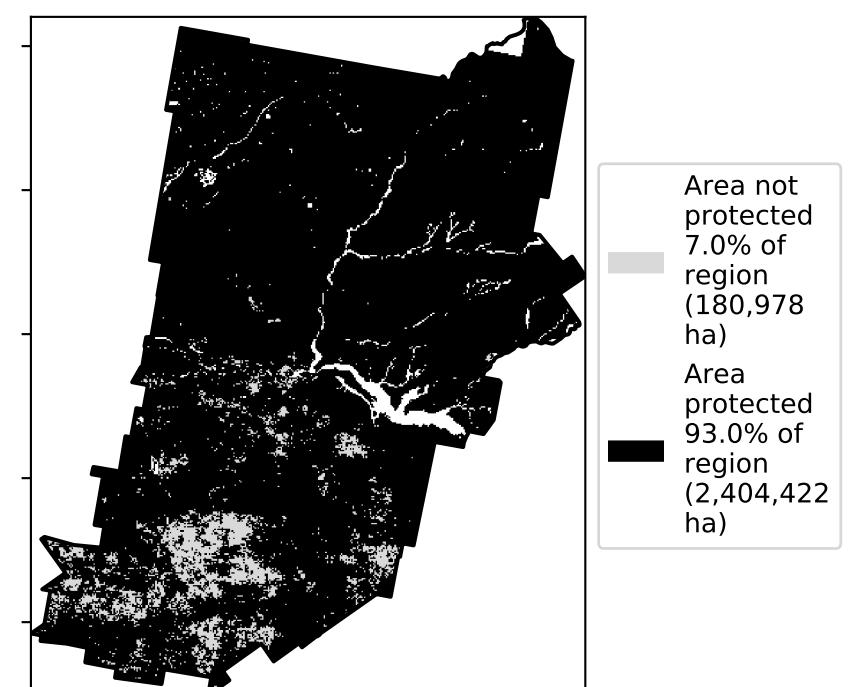 Area not
protected
7.0% of
region
(180,978
ha)
Area
protected
93.0% of
region
(2,404,422
ha)